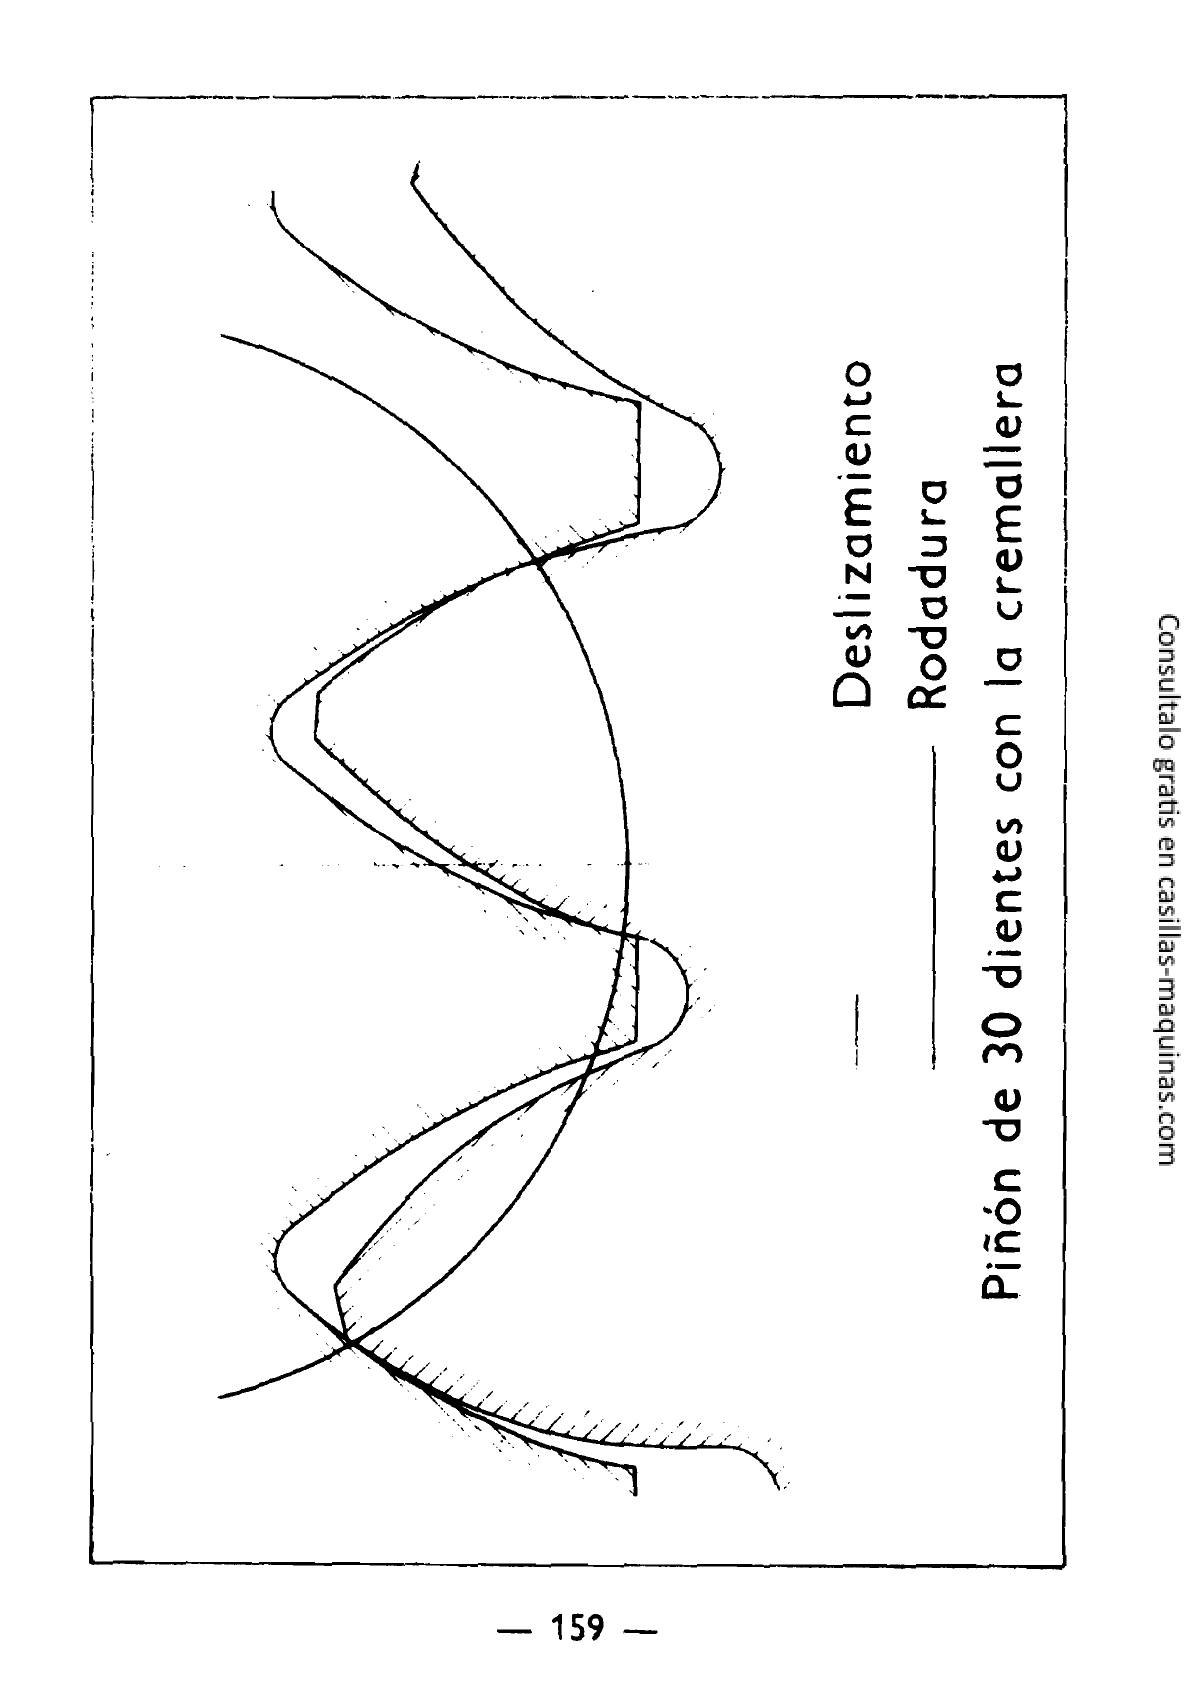 Deslizamiento
Rodadura
Piñón de 30 dientes con la cremallera
— 159 —
Consultalo gratis en casillas-maquinas.com